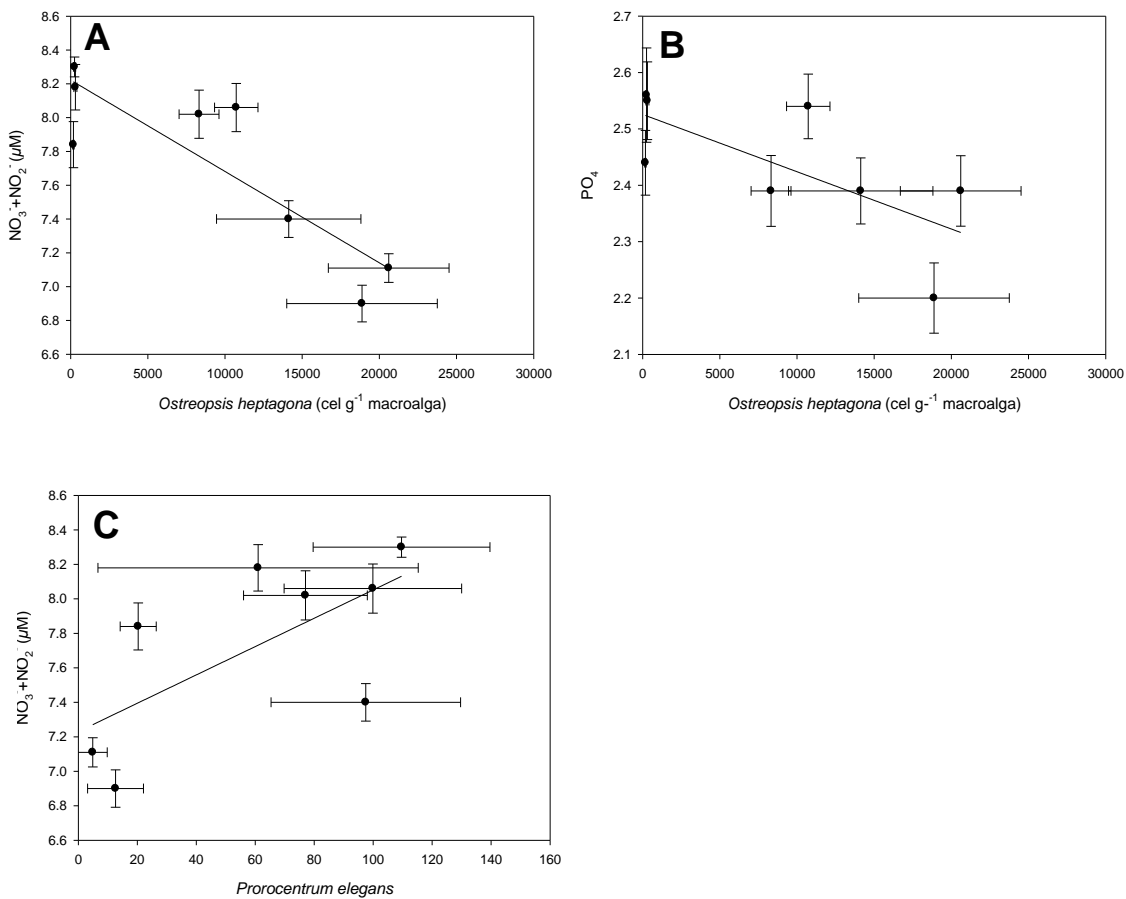 A
8.6
8.4
8.2
8.0
7.8
7.6
7.4
7.2
7.0
6.8
6.6
NO₃⁻+NO₂⁻ (µM)
0 5000 10000 15000 20000 25000 30000
Ostreopsis heptagona (cel g⁻¹ macroalga)
B
2.7
2.6
2.5
2.4
2.3
2.2
2.1
PO₄
0 5000 10000 15000 20000 25000 30000
Ostreopsis heptagona (cel g-⁻¹ macroalga)
C
8.6
8.4
8.2
8.0
7.8
7.6
7.4
7.2
7.0
6.8
6.6
NO₃⁻+NO₂⁻ (µM)
0 20 40 60 80 100 120 140 160
Prorocentrum elegans